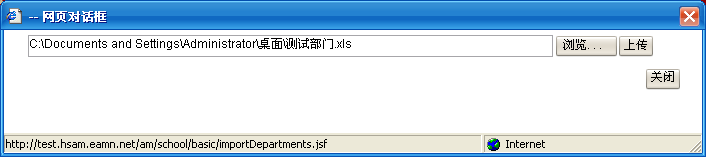 -- 网页对话框
C:\Documents and Settings\Administrator\桌面\测试部门.xls 浏览... 上传
关闭
http://test.hsam.eamn.net/am/school/basic/importDepartments.jsf Internet